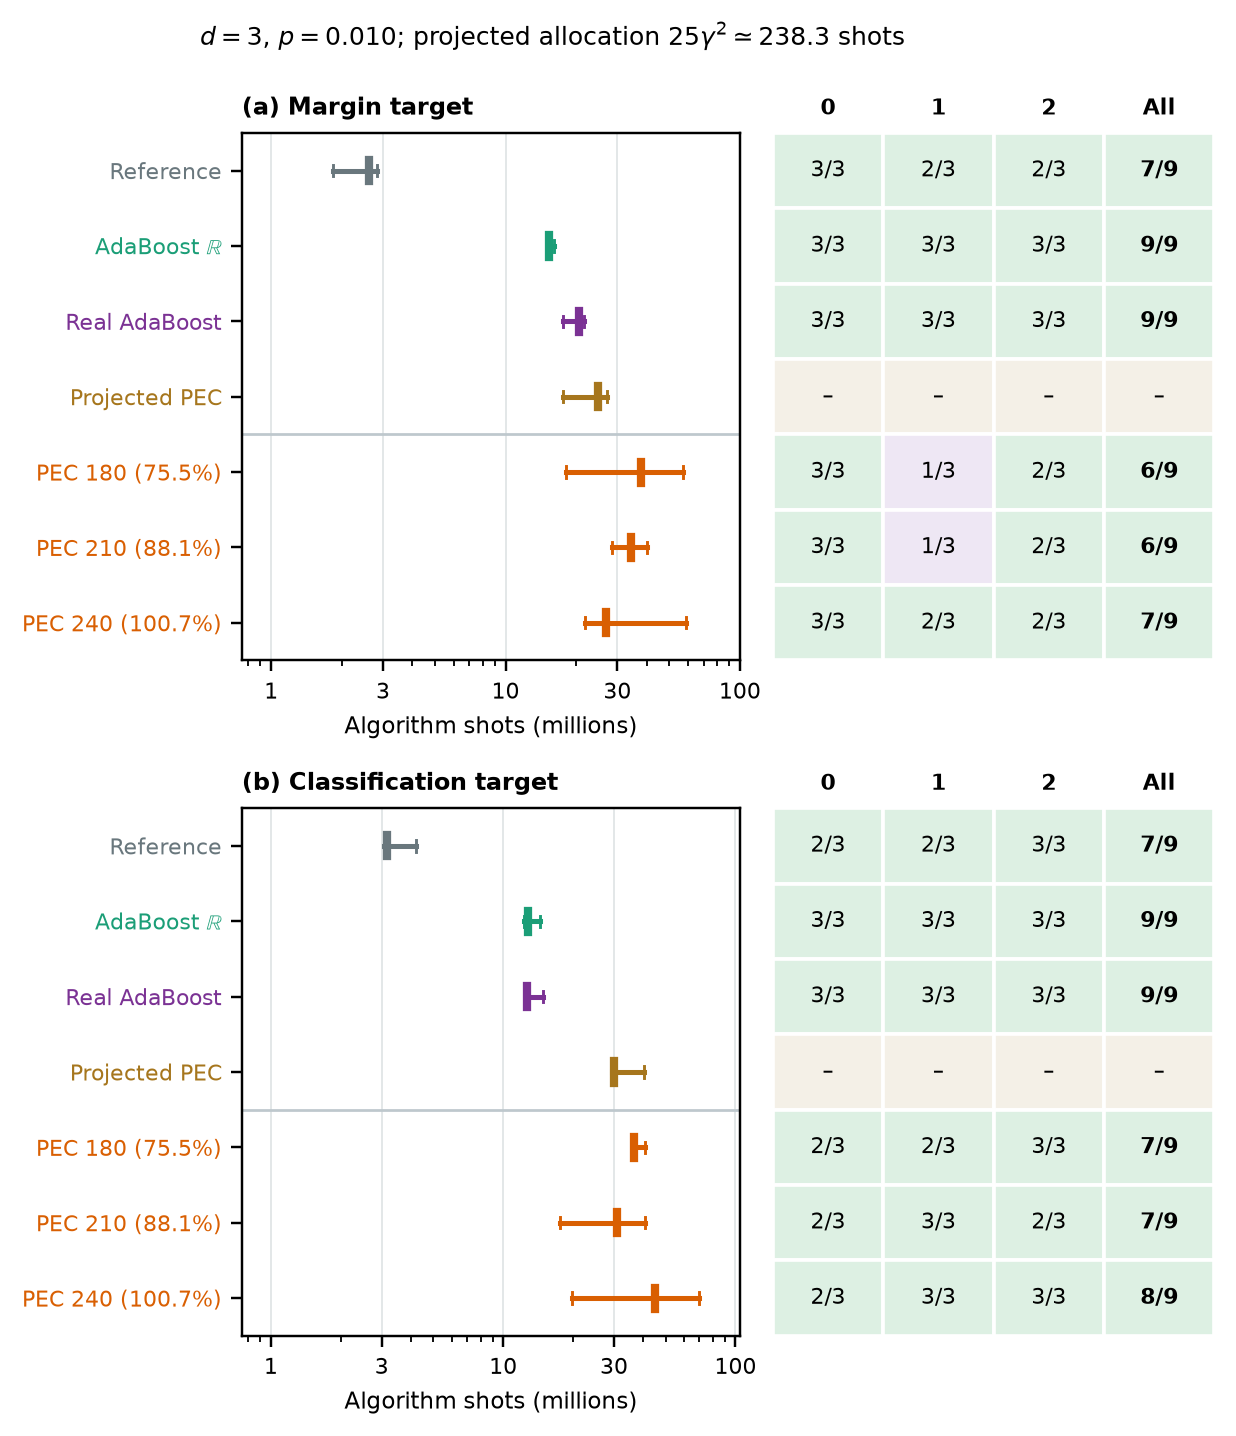 d = 3, p = 0.010; projected allocation 25γ² ≃ 238.3 shots
(a) Margin target
0 1 2 All
Reference 3/3 2/3 2/3 7/9
AdaBoost ℝ 3/3 3/3 3/3 9/9
Real AdaBoost 3/3 3/3 3/3 9/9
Projected PEC – – – –
PEC 180 (75.5%) 3/3 1/3 2/3 6/9
PEC 210 (88.1%) 3/3 1/3 2/3 6/9
PEC 240 (100.7%) 3/3 2/3 2/3 7/9
1 3 10 30 100
Algorithm shots (millions)
(b) Classification target
0 1 2 All
Reference 2/3 2/3 3/3 7/9
AdaBoost ℝ 3/3 3/3 3/3 9/9
Real AdaBoost 3/3 3/3 3/3 9/9
Projected PEC – – – –
PEC 180 (75.5%) 2/3 2/3 3/3 7/9
PEC 210 (88.1%) 2/3 3/3 2/3 7/9
PEC 240 (100.7%) 2/3 3/3 3/3 8/9
1 3 10 30 100
Algorithm shots (millions)